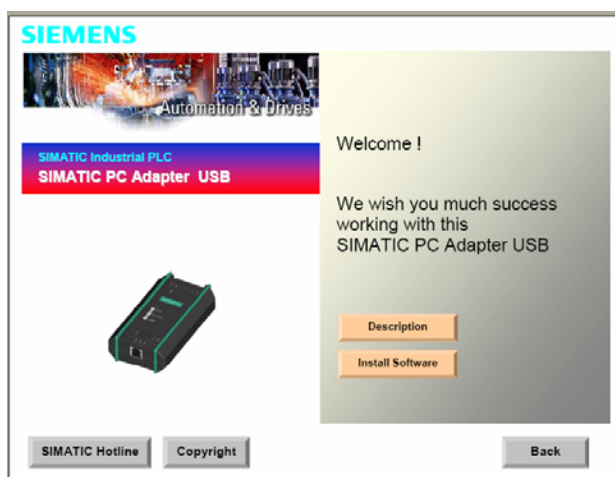 SIEMENS
Automation & Drives
SIMATIC Industrial PLC
SIMATIC PC Adapter USB
Welcome !
We wish you much success
working with this
SIMATIC PC Adapter USB
Description
Install Software
SIMATIC Hotline
Copyright
Back